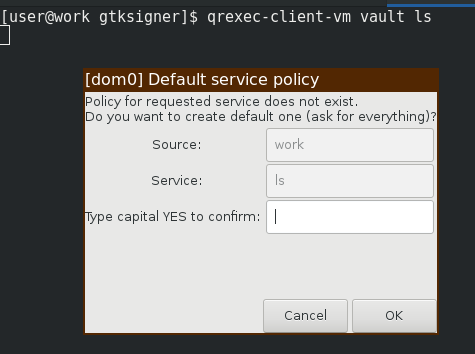 [user@work gtksigner]$ qrexec-client-vm vault ls
[dom0] Default service policy
Policy for requested service does not exist.
Do you want to create default one (ask for everything)?
Source: work
Service: ls
Type capital YES to confirm:
Cancel OK